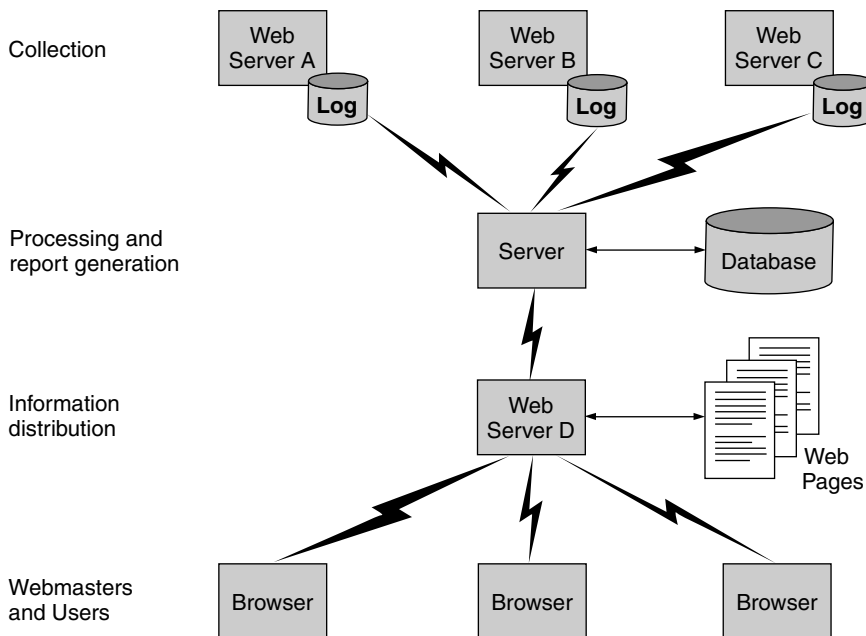 Collection
Web
Server A
Log
Web
Server B
Log
Web
Server C
Log
Processing and
report generation
Server
Database
Information
distribution
Web
Server D
Web
Pages
Webmasters
and Users
Browser
Browser
Browser